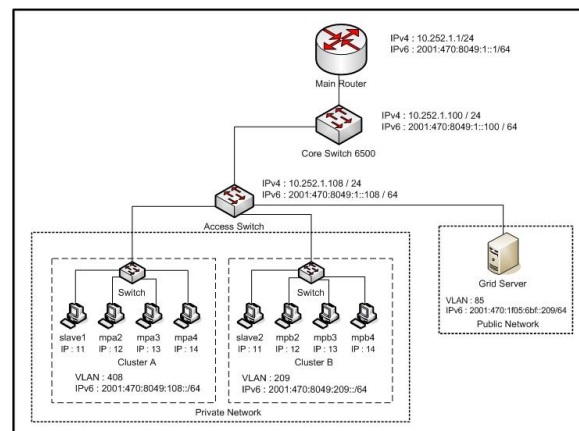 IPv4 : 10.252.1.1/24
IPv6 : 2001:470:8049:1::1/64
Main Router
IPv4 : 10.252.1.100 / 24
IPv6 : 2001:470:8049:1::100 / 64
Core Switch 6500
IPv4 : 10.252.1.108 / 24
IPv6 : 2001:470:8049:1::108 / 64
Access Switch
Switch
slave1 mpa2 mpa3 mpa4
IP : 11 IP : 12 IP : 13 IP : 14
Cluster A
VLAN : 408
IPv6 : 2001:470:8049:108::/64
Switch
slave2 mpb2 mpb3 mpb4
IP : 11 IP : 12 IP : 13 IP : 14
Cluster B
VLAN : 209
IPv6 : 2001:470:8049:209::/64
Private Network
Grid Server
VLAN : 85
IPv6 : 2001:470:1f05:6bf::209/64
Public Network